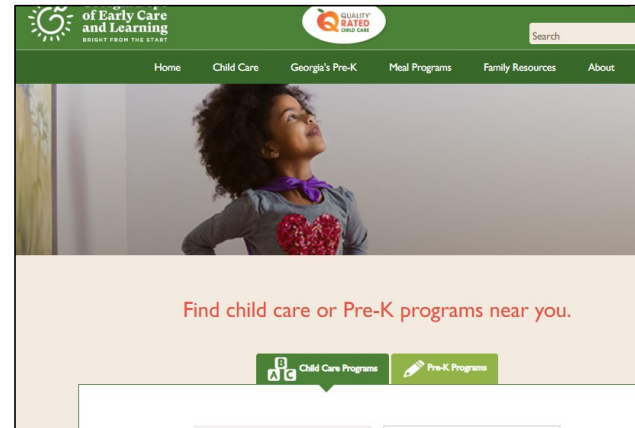 of Early Care
and Learning
BRIGHT FROM THE START
QUALITY
RATED
CHILD CARE
Search
Home Child Care Georgia's Pre-K Meal Programs Family Resources About
Find child care or Pre-K programs near you.
A B C Child Care Programs Pre-K Programs